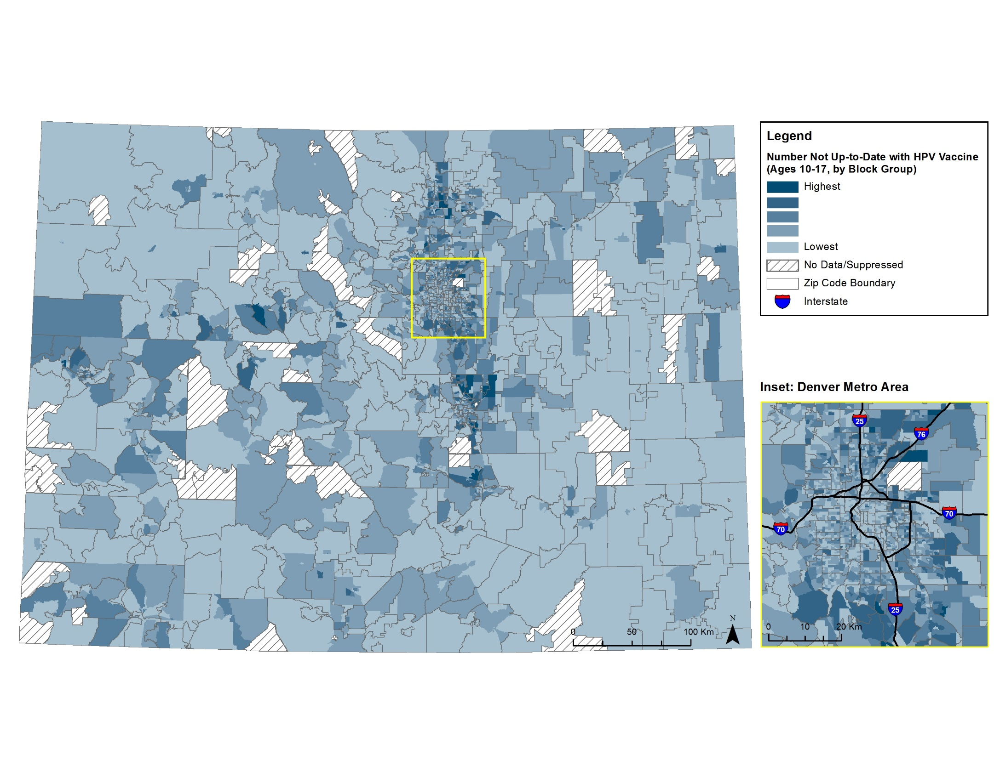 Legend
Number Not Up-to-Date with HPV Vaccine
(Ages 10-17, by Block Group)
Highest
Lowest
No Data/Suppressed
Zip Code Boundary
Interstate
Inset: Denver Metro Area
25
76
70
70
25
0 10 20 Km
N
0 50 100 Km